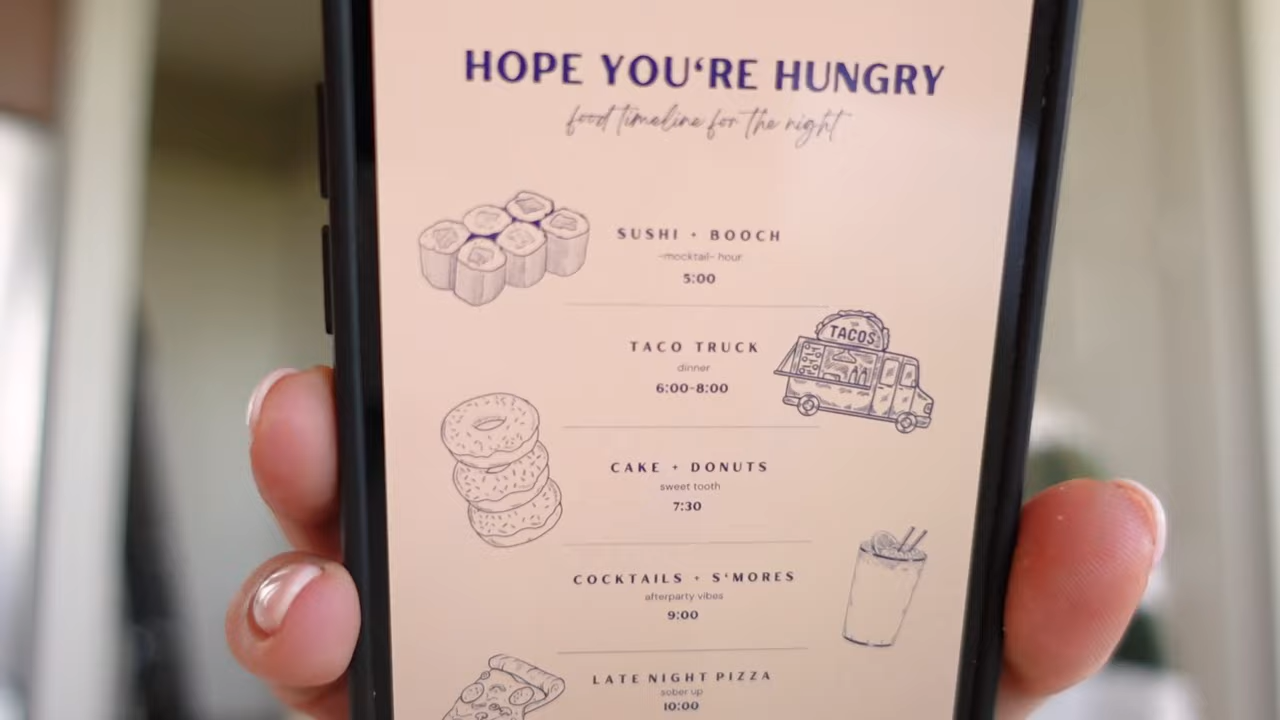 HOPE YOU‘RE HUNGRY
food timeline for the night
SUSHI + BOOCH
~mocktail~ hour
5:00
TACOS
TACO TRUCK
dinner
6:00-8:00
CAKE + DONUTS
sweet tooth
7:30
COCKTAILS + S‘MORES
afterparty vibes
9:00
LATE NIGHT PIZZA
sober up
10:00